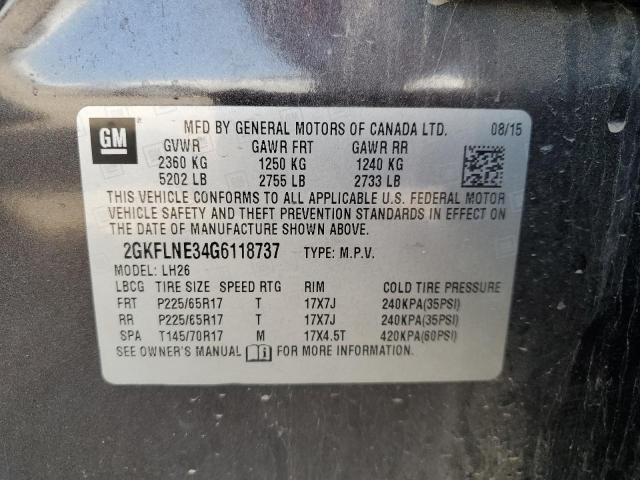 GM
MFD BY GENERAL MOTORS OF CANADA LTD. 08/15
GVWR GAWR FRT GAWR RR
2360 KG 1250 KG 1240 KG
5202 LB 2755 LB 2733 LB
THIS VEHICLE CONFORMS TO ALL APPLICABLE U.S. FEDERAL MOTOR
VEHICLE SAFETY AND THEFT PREVENTION STANDARDS IN EFFECT ON
THE DATE OF MANUFACTURE SHOWN ABOVE.
2GKFLNE34G6118737 TYPE: M.P.V.
MODEL: LH26
LBCG TIRE SIZE SPEED RTG RIM COLD TIRE PRESSURE
FRT P225/65R17 T 17X7J 240KPA(35PSI)
RR P225/65R17 T 17X7J 240KPA(35PSI)
SPA T145/70R17 M 17X4.5T 420KPA(60PSI)
SEE OWNER'S MANUAL FOR MORE INFORMATION.